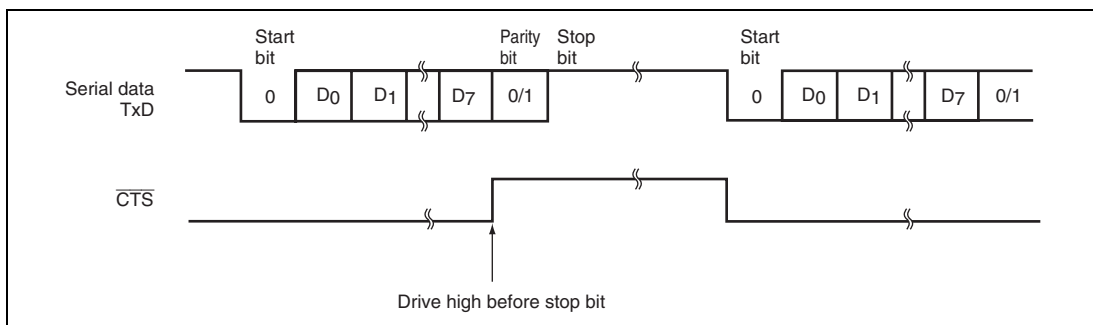 Start bit
Parity bit
Stop bit
Start bit
Serial data TxD
0
D0
D1
D7
0/1
0
D0
D1
D7
0/1
CTS
Drive high before stop bit